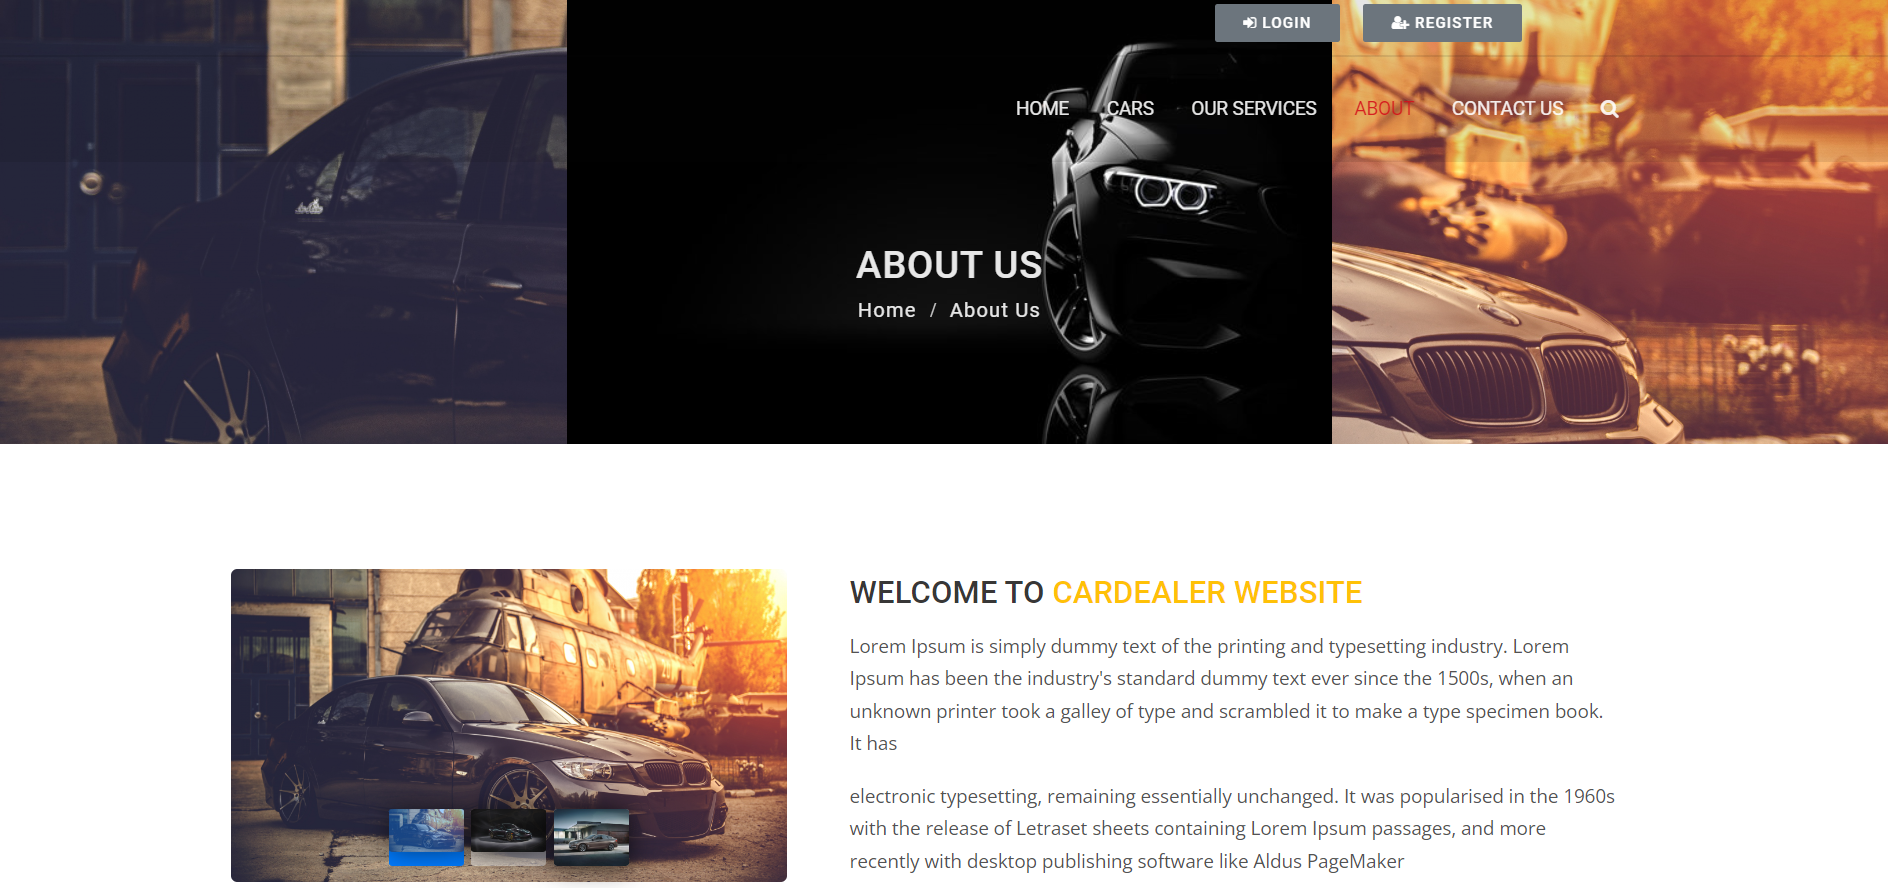 LOGIN
REGISTER
HOME
CARS
OUR SERVICES
ABOUT
CONTACT US
ABOUT US
Home / About Us
WELCOME TO CARDEALER WEBSITE
Lorem Ipsum is simply dummy text of the printing and typesetting industry. Lorem
Ipsum has been the industry's standard dummy text ever since the 1500s, when an
unknown printer took a galley of type and scrambled it to make a type specimen book.
It has
electronic typesetting, remaining essentially unchanged. It was popularised in the 1960s
with the release of Letraset sheets containing Lorem Ipsum passages, and more
recently with desktop publishing software like Aldus PageMaker